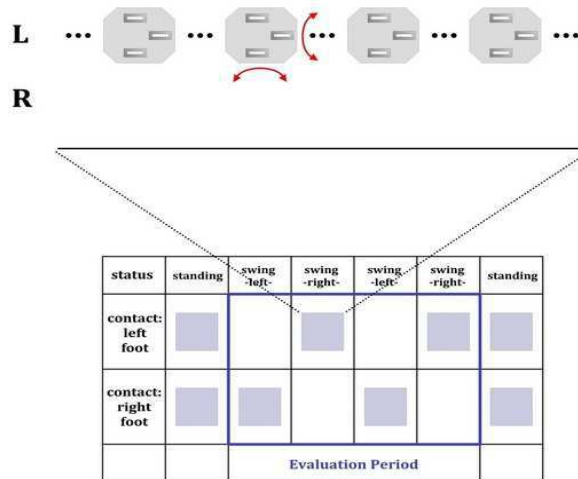 L
R
status standing swing -left- swing -right- swing -left- swing -right- standing
contact:
left
foot
contact:
right
foot
Evaluation Period